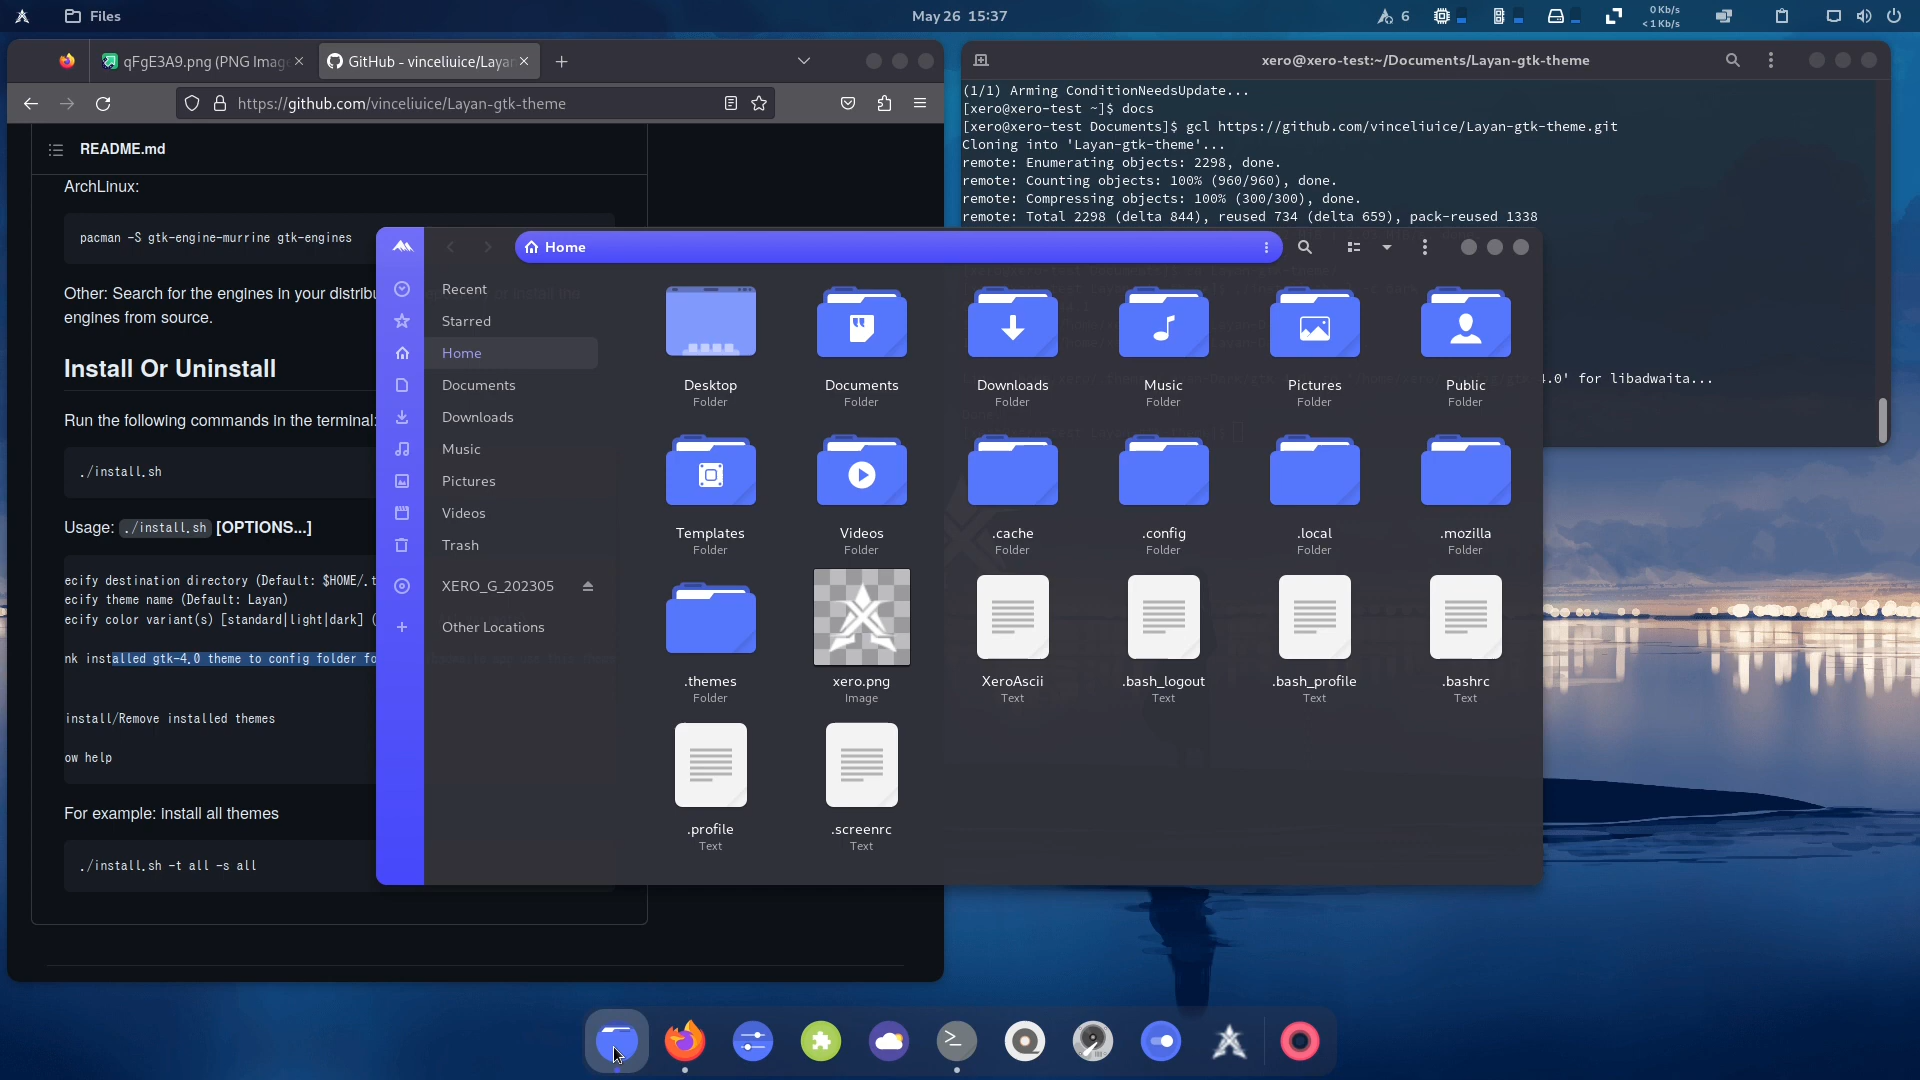 Files
May 26 15:37
6
0 Kb/s
< 1 Kb/s
qFgE3A9.png (PNG Imag
GitHub - vinceliuice/Layan
https://github.com/vinceliuice/Layan-gtk-theme
README.md
ArchLinux:
pacman -S gtk-engine-murrine gtk-engines
Other: Search for the engines in your distribu
engines from source.
Install Or Uninstall
Run the following commands in the terminal:
./install.sh
Usage: ./install.sh [OPTIONS...]
ecify destination directory (Default: $HOME/.t
ecify theme name (Default: Layan)
ecify color variant(s) [standard|light|dark] (
nk installed gtk-4.0 theme to config folder fo
install/Remove installed themes
ow help
For example: install all themes
./install.sh -t all -s all
xero@xero-test:~/Documents/Layan-gtk-theme
(1/1) Arming ConditionNeedsUpdate...
[xero@xero-test ~]$ docs
[xero@xero-test Documents]$ gcl https://github.com/vinceliuice/Layan-gtk-theme.git
Cloning into 'Layan-gtk-theme'...
remote: Enumerating objects: 2298, done.
remote: Counting objects: 100% (960/960), done.
remote: Compressing objects: 100% (300/300), done.
remote: Total 2298 (delta 844), reused 734 (delta 659), pack-reused 1338
4.0' for libadwaita...
Home
Recent
Starred
Home
Documents
Downloads
Music
Pictures
Videos
Trash
XERO_G_202305
Other Locations
Desktop
Folder
Documents
Folder
Downloads
Folder
Music
Folder
Pictures
Folder
Public
Folder
Templates
Folder
Videos
Folder
.cache
Folder
.config
Folder
.local
Folder
.mozilla
Folder
.themes
Folder
xero.png
Image
XeroAscii
Text
.bash_logout
Text
.bash_profile
Text
.bashrc
Text
.profile
Text
.screenrc
Text